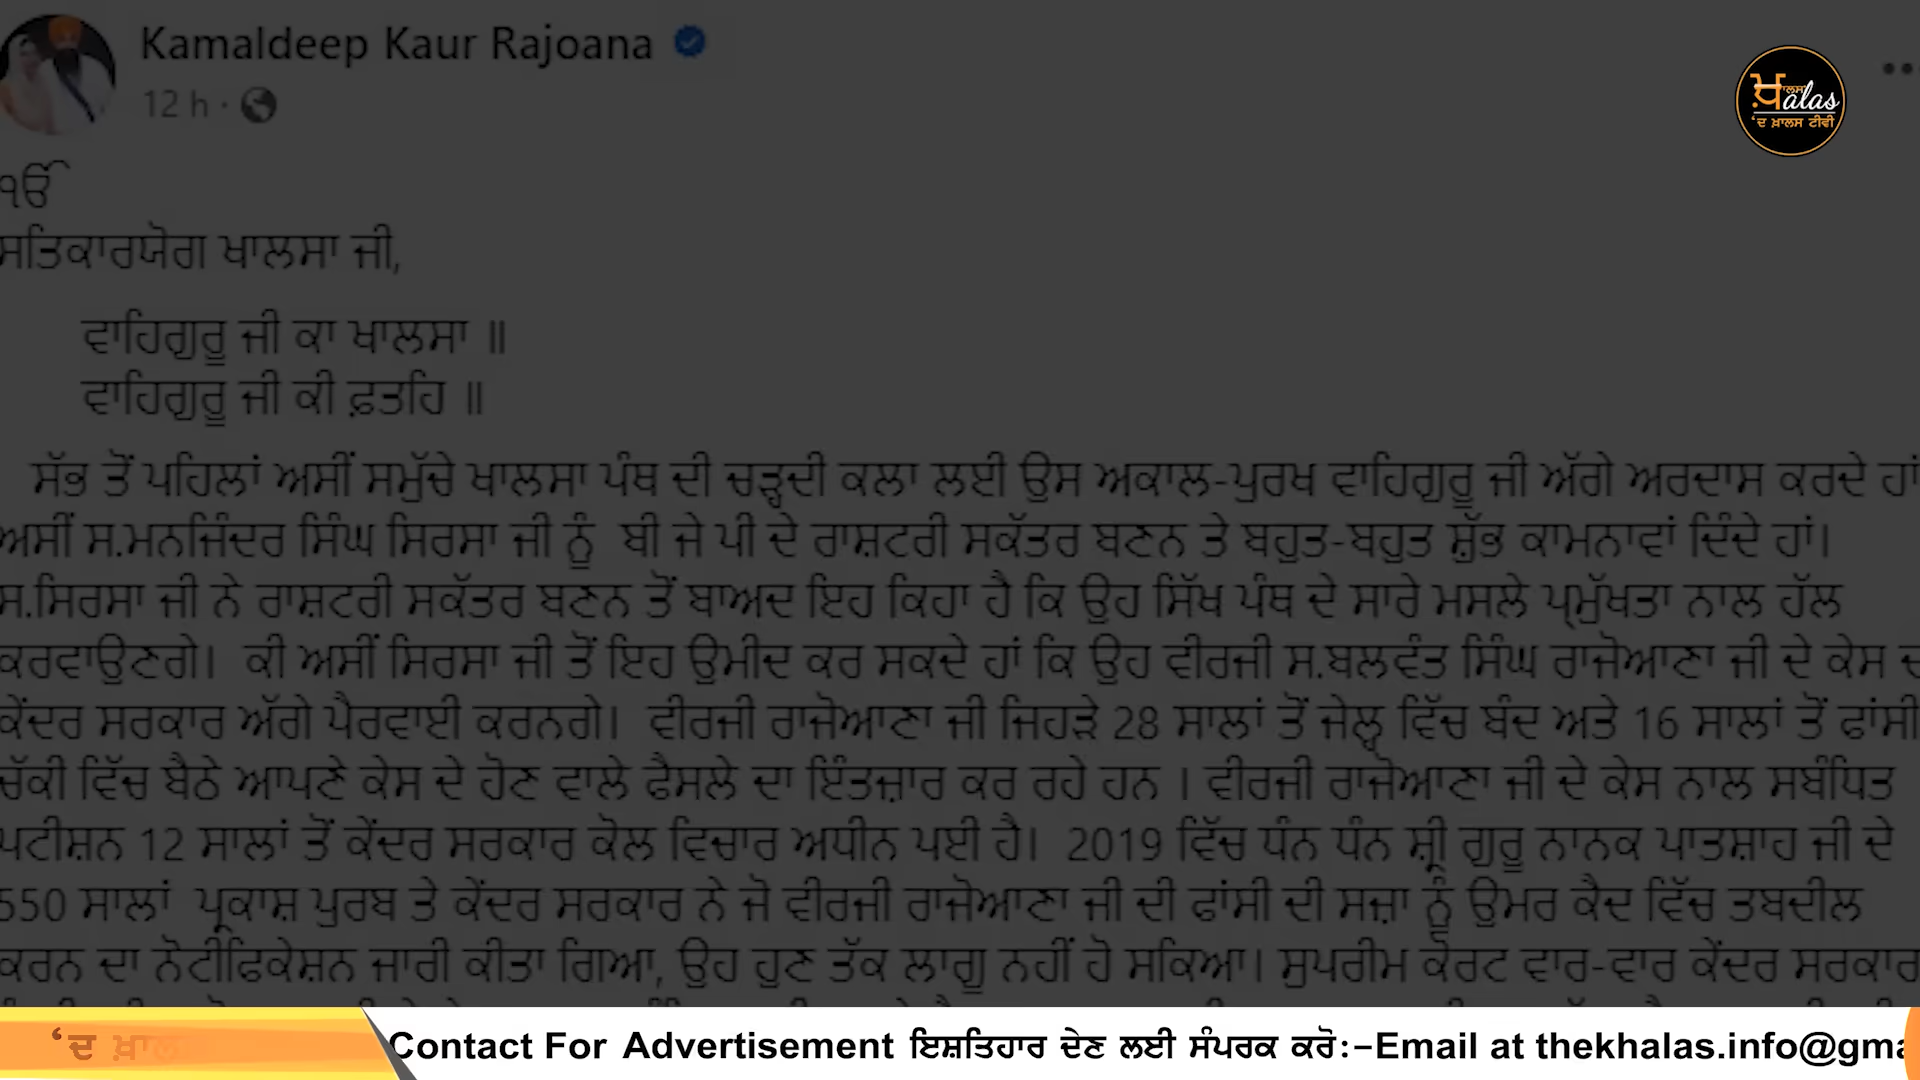 Kamaldeep Kaur Rajoana
12 h
ੴ
ਸਤਿਕਾਰਯੋਗ ਖਾਲਸਾ ਜੀ,
ਵਾਹਿਗੁਰੂ ਜੀ ਕਾ ਖਾਲਸਾ ॥
ਵਾਹਿਗੁਰੂ ਜੀ ਕੀ ਫ਼ਤਹਿ ॥
ਸੱਭ ਤੋਂ ਪਹਿਲਾਂ ਅਸੀਂ ਸਮੁੱਚੇ ਖਾਲਸਾ ਪੰਥ ਦੀ ਚੜ੍ਹਦੀ ਕਲਾ ਲਈ ਉਸ ਅਕਾਲ-ਪੁਰਖ ਵਾਹਿਗੁਰੂ ਜੀ ਅੱਗੇ ਅਰਦਾਸ ਕਰਦੇ ਹਾਂ
ਅਸੀਂ ਸ.ਮਨਜਿੰਦਰ ਸਿੰਘ ਸਿਰਸਾ ਜੀ ਨੂੰ ਬੀ ਜੇ ਪੀ ਦੇ ਰਾਸ਼ਟਰੀ ਸਕੱਤਰ ਬਣਨ ਤੇ ਬਹੁਤ-ਬਹੁਤ ਸ਼ੁੱਭ ਕਾਮਨਾਵਾਂ ਦਿੰਦੇ ਹਾਂ।
ਸ.ਸਿਰਸਾ ਜੀ ਨੇ ਰਾਸ਼ਟਰੀ ਸਕੱਤਰ ਬਣਨ ਤੋਂ ਬਾਅਦ ਇਹ ਕਿਹਾ ਹੈ ਕਿ ਉਹ ਸਿੱਖ ਪੰਥ ਦੇ ਸਾਰੇ ਮਸਲੇ ਪ੍ਰਮੁੱਖਤਾ ਨਾਲ ਹੱਲ
ਕਰਵਾਉਣਗੇ। ਕੀ ਅਸੀਂ ਸਿਰਸਾ ਜੀ ਤੋਂ ਇਹ ਉਮੀਦ ਕਰ ਸਕਦੇ ਹਾਂ ਕਿ ਉਹ ਵੀਰਜੀ ਸ.ਬਲਵੰਤ ਸਿੰਘ ਰਾਜੋਆਣਾ ਜੀ ਦੇ ਕੇਸ
ਕੇਂਦਰ ਸਰਕਾਰ ਅੱਗੇ ਪੈਰਵਾਈ ਕਰਨਗੇ। ਵੀਰਜੀ ਰਾਜੋਆਣਾ ਜੀ ਜਿਹੜੇ 28 ਸਾਲਾਂ ਤੋਂ ਜੇਲ੍ਹ ਵਿੱਚ ਬੰਦ ਅਤੇ 16 ਸਾਲਾਂ ਤੋਂ ਫਾਂਸੀ
ਚੱਕੀ ਵਿੱਚ ਬੈਠੇ ਆਪਣੇ ਕੇਸ ਦੇ ਹੋਣ ਵਾਲੇ ਫੈਸਲੇ ਦਾ ਇੰਤਜ਼ਾਰ ਕਰ ਰਹੇ ਹਨ । ਵੀਰਜੀ ਰਾਜੋਆਣਾ ਜੀ ਦੇ ਕੇਸ ਨਾਲ ਸਬੰਧਿਤ
ਪਟੀਸ਼ਨ 12 ਸਾਲਾਂ ਤੋਂ ਕੇਂਦਰ ਸਰਕਾਰ ਕੋਲ ਵਿਚਾਰ ਅਧੀਨ ਪਈ ਹੈ। 2019 ਵਿੱਚ ਧੰਨ ਧੰਨ ਸ਼੍ਰੀ ਗੁਰੂ ਨਾਨਕ ਪਾਤਸ਼ਾਹ ਜੀ ਦੇ
550 ਸਾਲਾਂ ਪ੍ਰਕਾਸ਼ ਪੁਰਬ ਤੇ ਕੇਂਦਰ ਸਰਕਾਰ ਨੇ ਜੋ ਵੀਰਜੀ ਰਾਜੋਆਣਾ ਜੀ ਦੀ ਫਾਂਸੀ ਦੀ ਸਜ਼ਾ ਨੂੰ ਉਮਰ ਕੈਦ ਵਿੱਚ ਤਬਦੀਲ
ਕਰਨ ਦਾ ਨੋਟੀਫਿਕੇਸ਼ਨ ਜਾਰੀ ਕੀਤਾ ਗਿਆ, ਉਹ ਹੁਣ ਤੱਕ ਲਾਗੂ ਨਹੀਂ ਹੋ ਸਕਿਆ। ਸੁਪਰੀਮ ਕੋਰਟ ਵਾਰ-ਵਾਰ ਕੇਂਦਰ ਸਰਕਾਰ
ਖ਼ਾਲਸ alas
'ਦ ਖ਼ਾਲਸ ਟੀਵੀ
'ਦ ਖ਼ਾਲ
Contact For Advertisement ਇਸ਼ਤਿਹਾਰ ਦੇਣ ਲਈ ਸੰਪਰਕ ਕਰੋ:-Email at thekhalas.info@gma